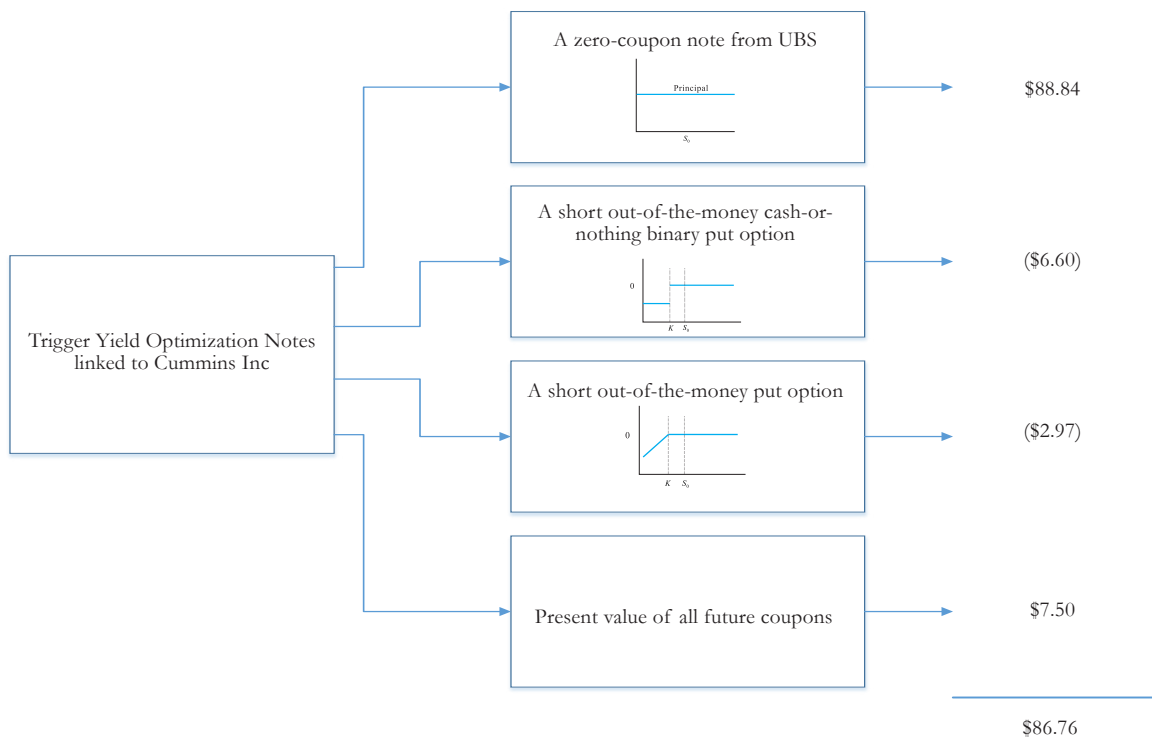 A zero-coupon note from UBS
Principal
S0
$88.84
A short out-of-the-money cash-or-
nothing binary put option
0
K
S0
($6.60)
Trigger Yield Optimization Notes
linked to Cummins Inc
A short out-of-the-money put option
0
K
S0
($2.97)
Present value of all future coupons
$7.50
$86.76